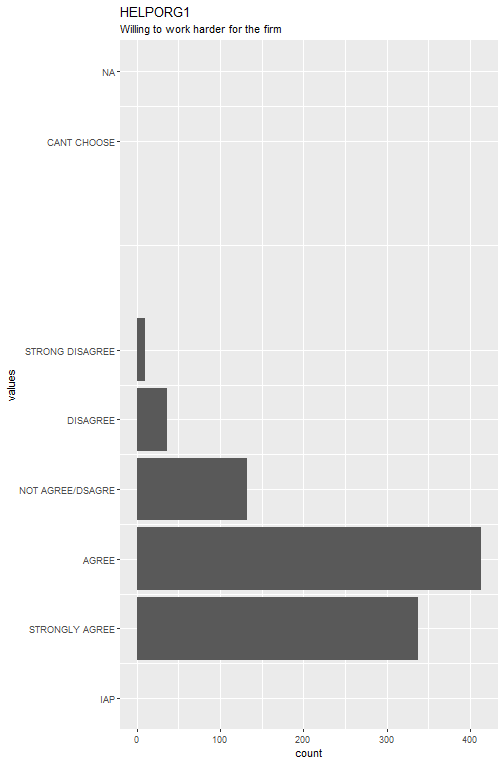 HELPORG1
Willing to work harder for the firm
NA
CANT CHOOSE
STRONG DISAGREE
DISAGREE
NOT AGREE/DSAGRE
AGREE
STRONGLY AGREE
IAP
values
0 100 200 300 400
count